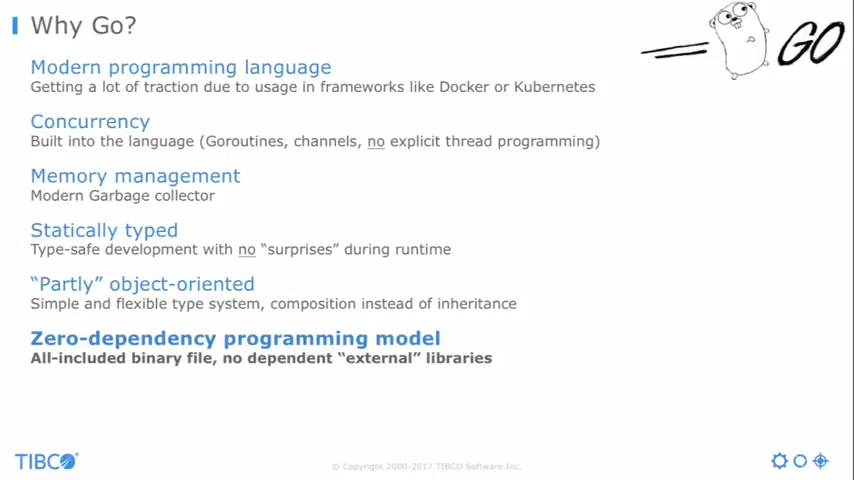 Why Go?
GO
Modern programming language
Getting a lot of traction due to usage in frameworks like Docker or Kubernetes
Concurrency
Built into the language (Goroutines, channels, no explicit thread programming)
Memory management
Modern Garbage collector
Statically typed
Type-safe development with no “surprises” during runtime
“Partly” object-oriented
Simple and flexible type system, composition instead of inheritance
Zero-dependency programming model
All-included binary file, no dependent “external” libraries
TIBCO®
© Copyright 2000-2017 TIBCO Software Inc.